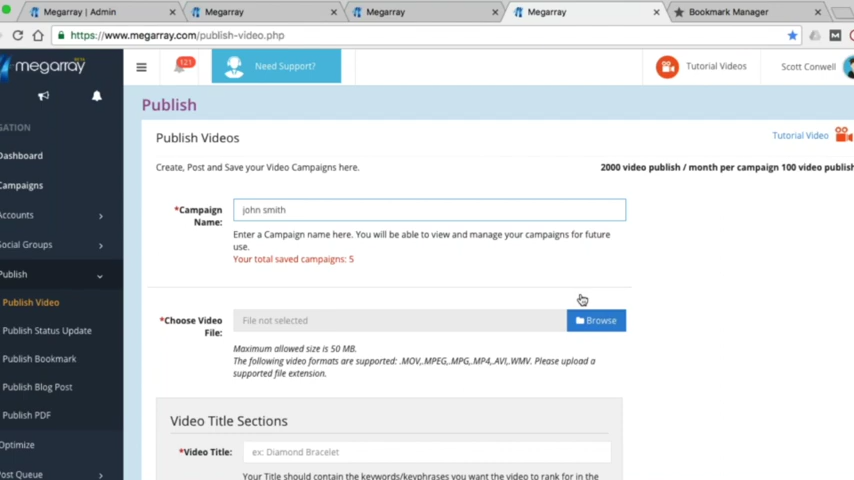 Megarray | Admin
Megarray
Megarray
Megarray
Bookmark Manager
https://www.megarray.com/publish-video.php
megarray
121
Need Support?
Tutorial Videos
Scott Conwell
Publish
Publish Videos
Tutorial Video
Create, Post and Save your Video Campaigns here.
2000 video publish / month per campaign 100 video publish
GATION
Dashboard
Campaigns
Accounts
Social Groups
Publish
Publish Video
Publish Status Update
Publish Bookmark
Publish Blog Post
Publish PDF
Optimize
Post Queue
*Campaign
Name:
john smith
Enter a Campaign name here. You will be able to view and manage your campaigns for future
use.
Your total saved campaigns: 5
*Choose Video
File:
File not selected
Browse
Maximum allowed size is 50 MB.
The following video formats are supported: .MOV,.MPEG,.MPG,.MP4,.AVI,.WMV. Please upload a
supported file extension.
Video Title Sections
*Video Title:
ex: Diamond Bracelet
Your Title should contain the keywords/keyphrases you want the video to rank for in the